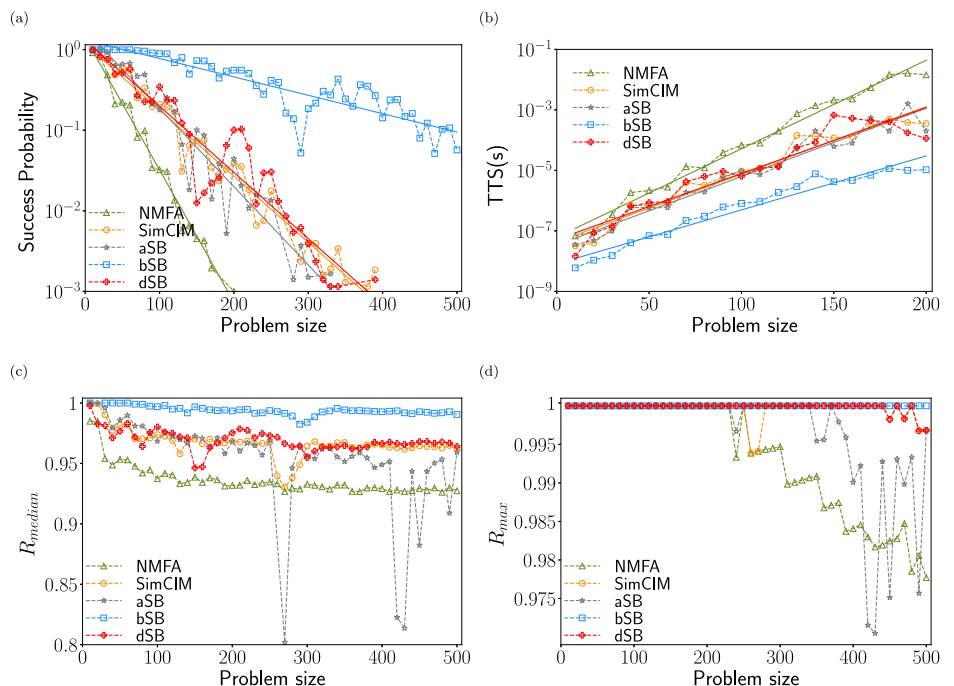 (a)
10⁰
10⁻¹
10⁻²
10⁻³
Success Probability
NMFA
SimCIM
aSB
bSB
dSB
0 100 200 300 400 500
Problem size
(b)
10⁻¹
10⁻³
10⁻⁵
10⁻⁷
10⁻⁹
TTS(s)
NMFA
SimCIM
aSB
bSB
dSB
0 50 100 150 200
Problem size
(c)
1
0.95
0.9
0.85
0.8
R_median
NMFA
SimCIM
aSB
bSB
dSB
0 100 200 300 400 500
Problem size
(d)
1
0.995
0.99
0.985
0.98
0.975
R_max
NMFA
SimCIM
aSB
bSB
dSB
0 100 200 300 400 500
Problem size